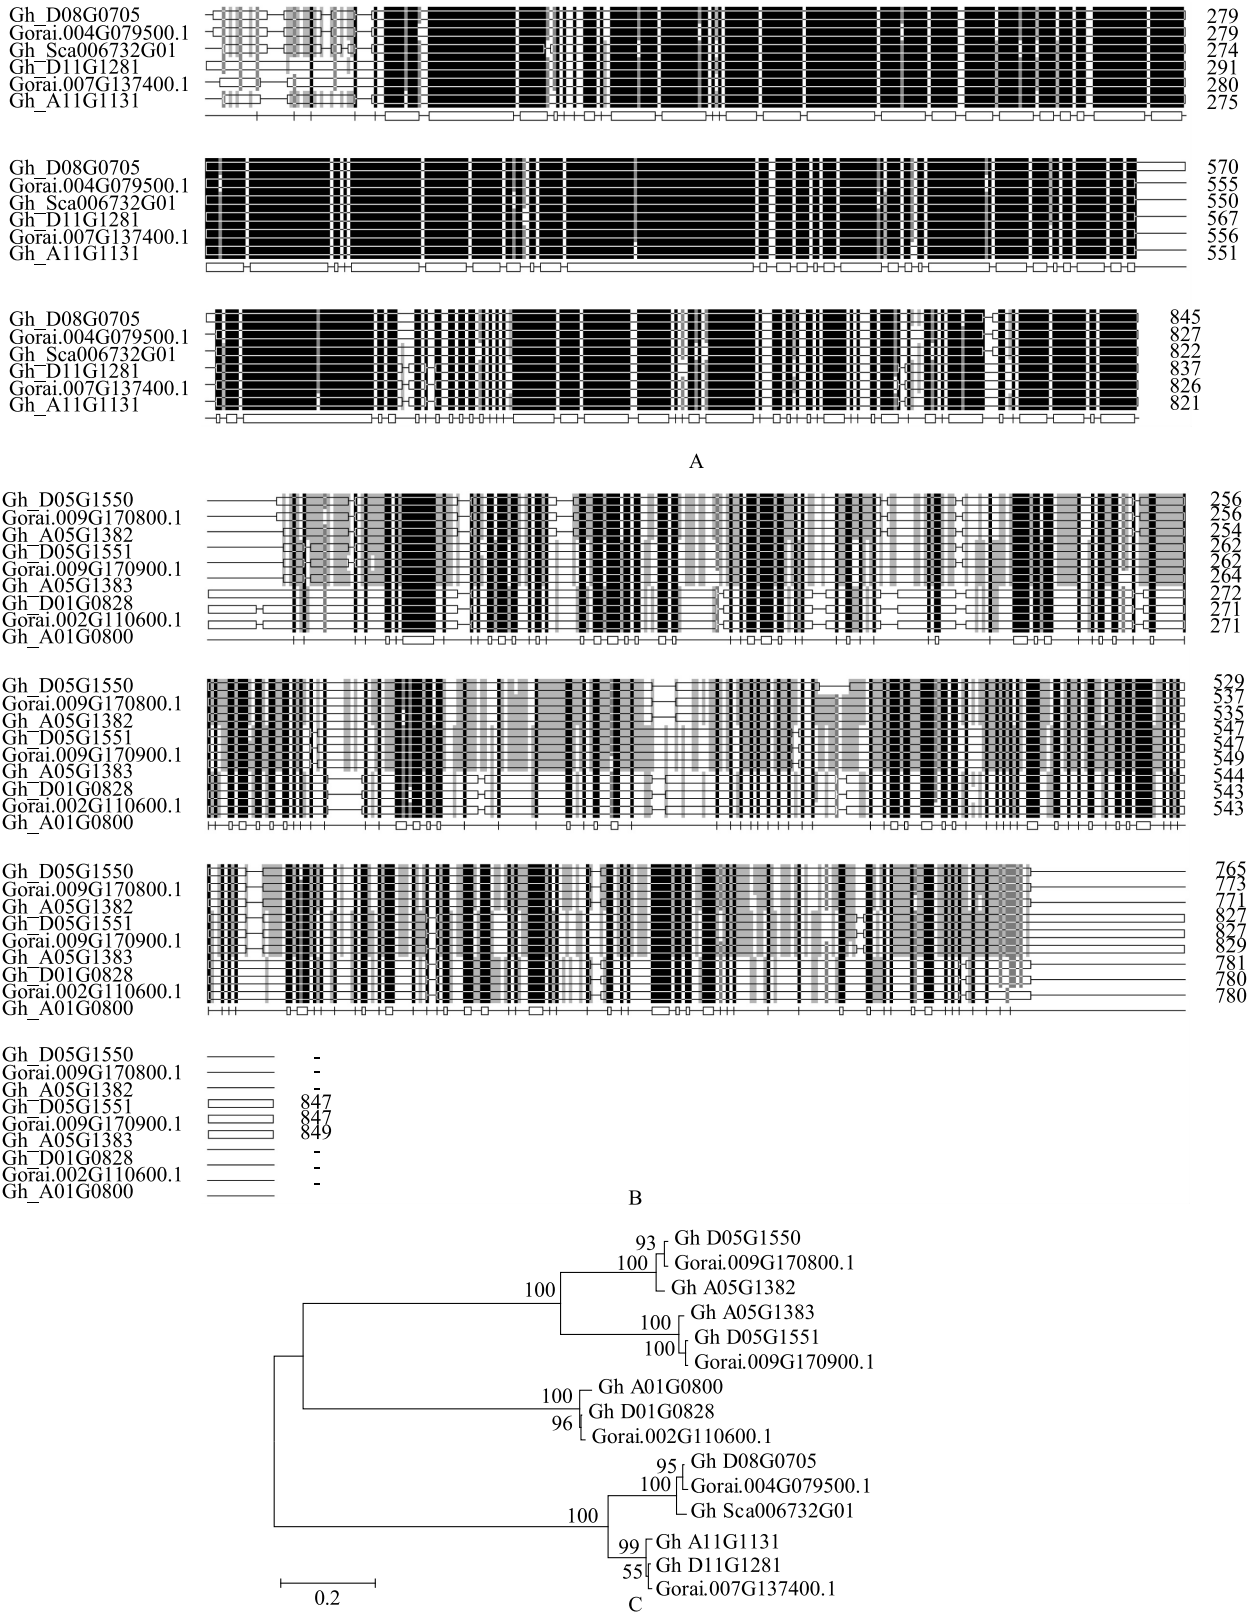 Gh_D08G0705 279
Gorai.004G079500.1 279
Gh_Sca006732G01 274
Gh_D11G1281 291
Gorai.007G137400.1 280
Gh_A11G1131 275
Gh_D08G0705 570
Gorai.004G079500.1 555
Gh_Sca006732G01 550
Gh_D11G1281 567
Gorai.007G137400.1 556
Gh_A11G1131 551
Gh_D08G0705 845
Gorai.004G079500.1 827
Gh_Sca006732G01 822
Gh_D11G1281 837
Gorai.007G137400.1 826
Gh_A11G1131 821
A
Gh_D05G1550 256
Gorai.009G170800.1 256
Gh_A05G1382 254
Gh_D05G1551 262
Gorai.009G170900.1 262
Gh_A05G1383 264
Gh_D01G0828 272
Gorai.002G110600.1 271
Gh_A01G0800 271
Gh_D05G1550 529
Gorai.009G170800.1 537
Gh_A05G1382 535
Gh_D05G1551 547
Gorai.009G170900.1 547
Gh_A05G1383 549
Gh_D01G0828 544
Gorai.002G110600.1 543
Gh_A01G0800 543
Gh_D05G1550 765
Gorai.009G170800.1 773
Gh_A05G1382 771
Gh_D05G1551 827
Gorai.009G170900.1 827
Gh_A05G1383 829
Gh_D01G0828 781
Gorai.002G110600.1 780
Gh_A01G0800 780
Gh_D05G1550 -
Gorai.009G170800.1 -
Gh_A05G1382 -
Gh_D05G1551 847
Gorai.009G170900.1 847
Gh_A05G1383 849
Gh_D01G0828 -
Gorai.002G110600.1 -
Gh_A01G0800 -
B
93 Gh D05G1550
100 Gorai.009G170800.1
Gh A05G1382
100
Gh A05G1383
100 Gh D05G1551
100 Gorai.009G170900.1
Gh A01G0800
100 Gh D01G0828
96 Gorai.002G110600.1
95 Gh D08G0705
100 Gorai.004G079500.1
Gh Sca006732G01
100
99 Gh A11G1131
55 Gh D11G1281
Gorai.007G137400.1
0.2
C